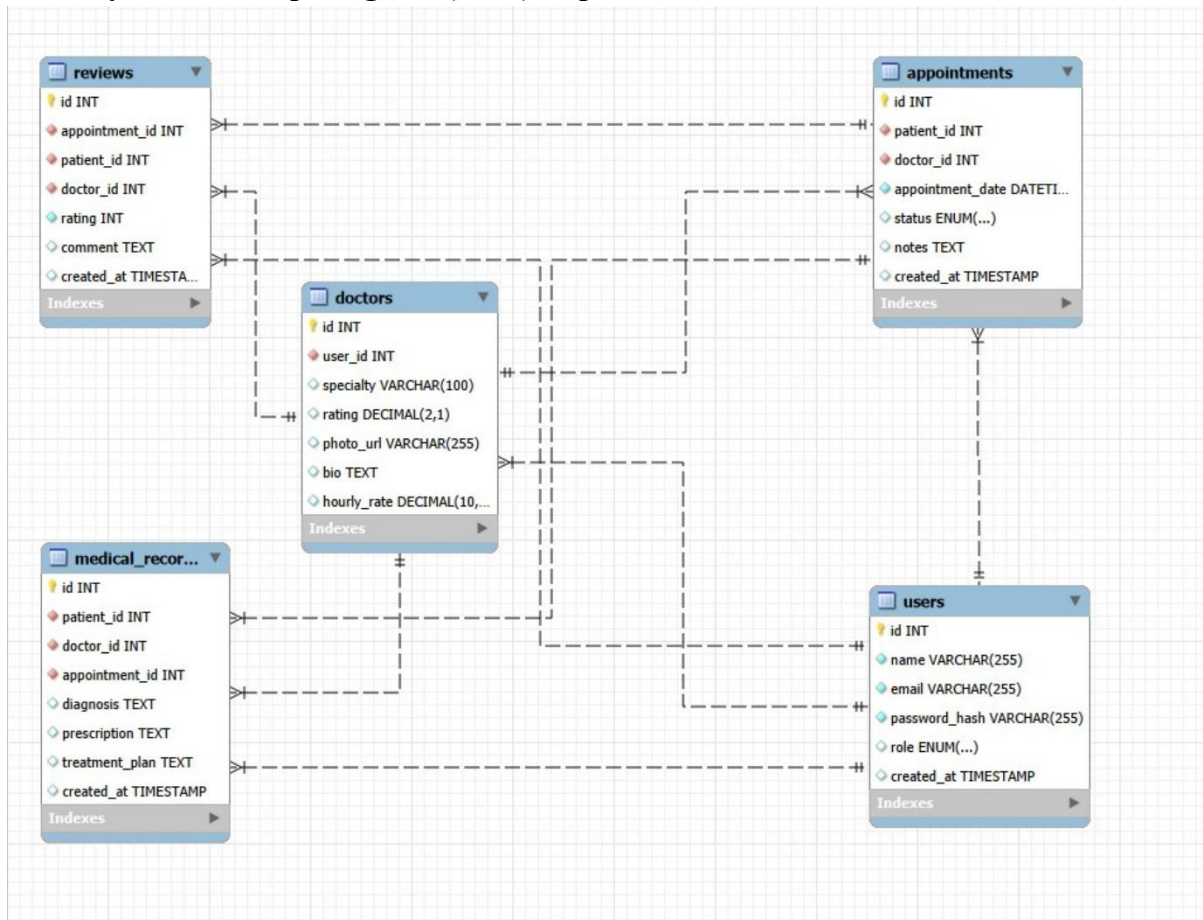 reviews
id INT
appointment_id INT
patient_id INT
doctor_id INT
rating INT
comment TEXT
created_at TIMESTA...
Indexes
appointments
id INT
patient_id INT
doctor_id INT
appointment_date DATETI...
status ENUM(...)
notes TEXT
created_at TIMESTAMP
Indexes
doctors
id INT
user_id INT
specialty VARCHAR(100)
rating DECIMAL(2,1)
photo_url VARCHAR(255)
bio TEXT
hourly_rate DECIMAL(10,...
Indexes
medical_recor...
id INT
patient_id INT
doctor_id INT
appointment_id INT
diagnosis TEXT
prescription TEXT
treatment_plan TEXT
created_at TIMESTAMP
Indexes
users
id INT
name VARCHAR(255)
email VARCHAR(255)
password_hash VARCHAR(255)
role ENUM(...)
created_at TIMESTAMP
Indexes